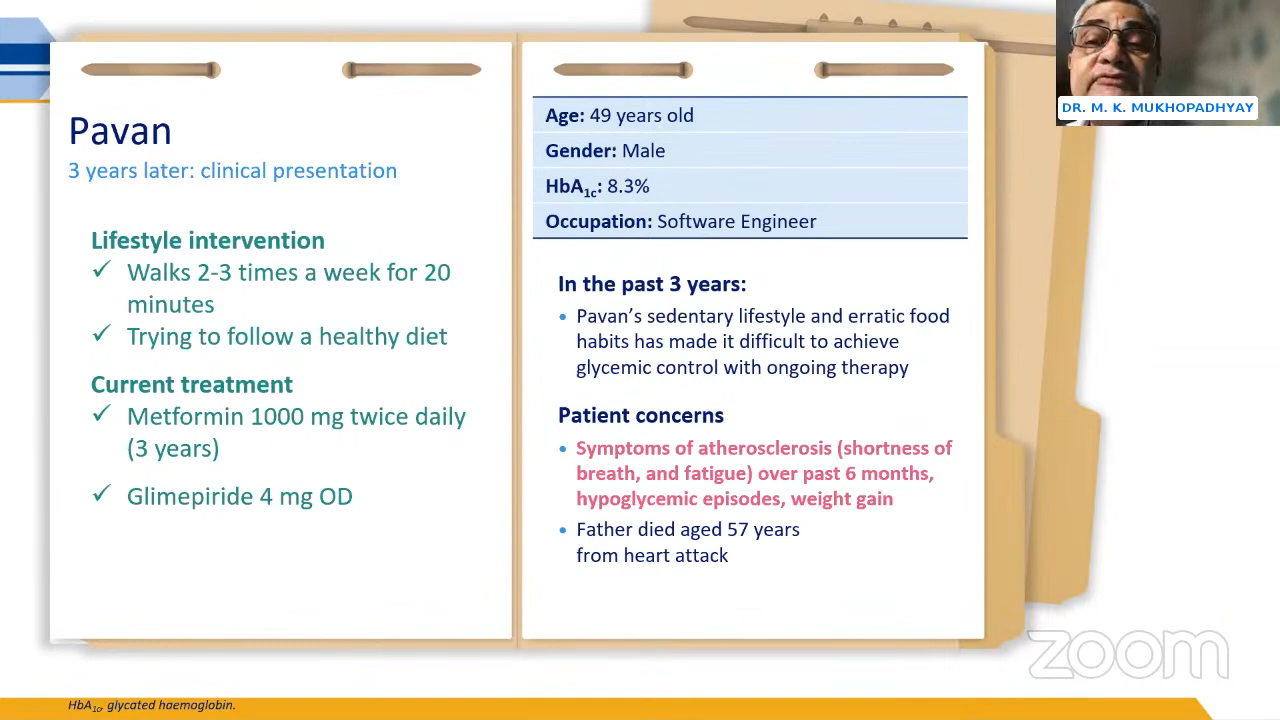 Pavan
3 years later: clinical presentation
Lifestyle intervention
✓ Walks 2-3 times a week for 20
minutes
✓ Trying to follow a healthy diet
Current treatment
✓ Metformin 1000 mg twice daily
(3 years)
✓ Glimepiride 4 mg OD
Age: 49 years old
Gender: Male
HbA1c: 8.3%
Occupation: Software Engineer
In the past 3 years:
• Pavan’s sedentary lifestyle and erratic food
habits has made it difficult to achieve
glycemic control with ongoing therapy
Patient concerns
• Symptoms of atherosclerosis (shortness of
breath, and fatigue) over past 6 months,
hypoglycemic episodes, weight gain
• Father died aged 57 years
from heart attack
DR. M. K. MUKHOPADHYAY
zoom
HbA1c, glycated haemoglobin.